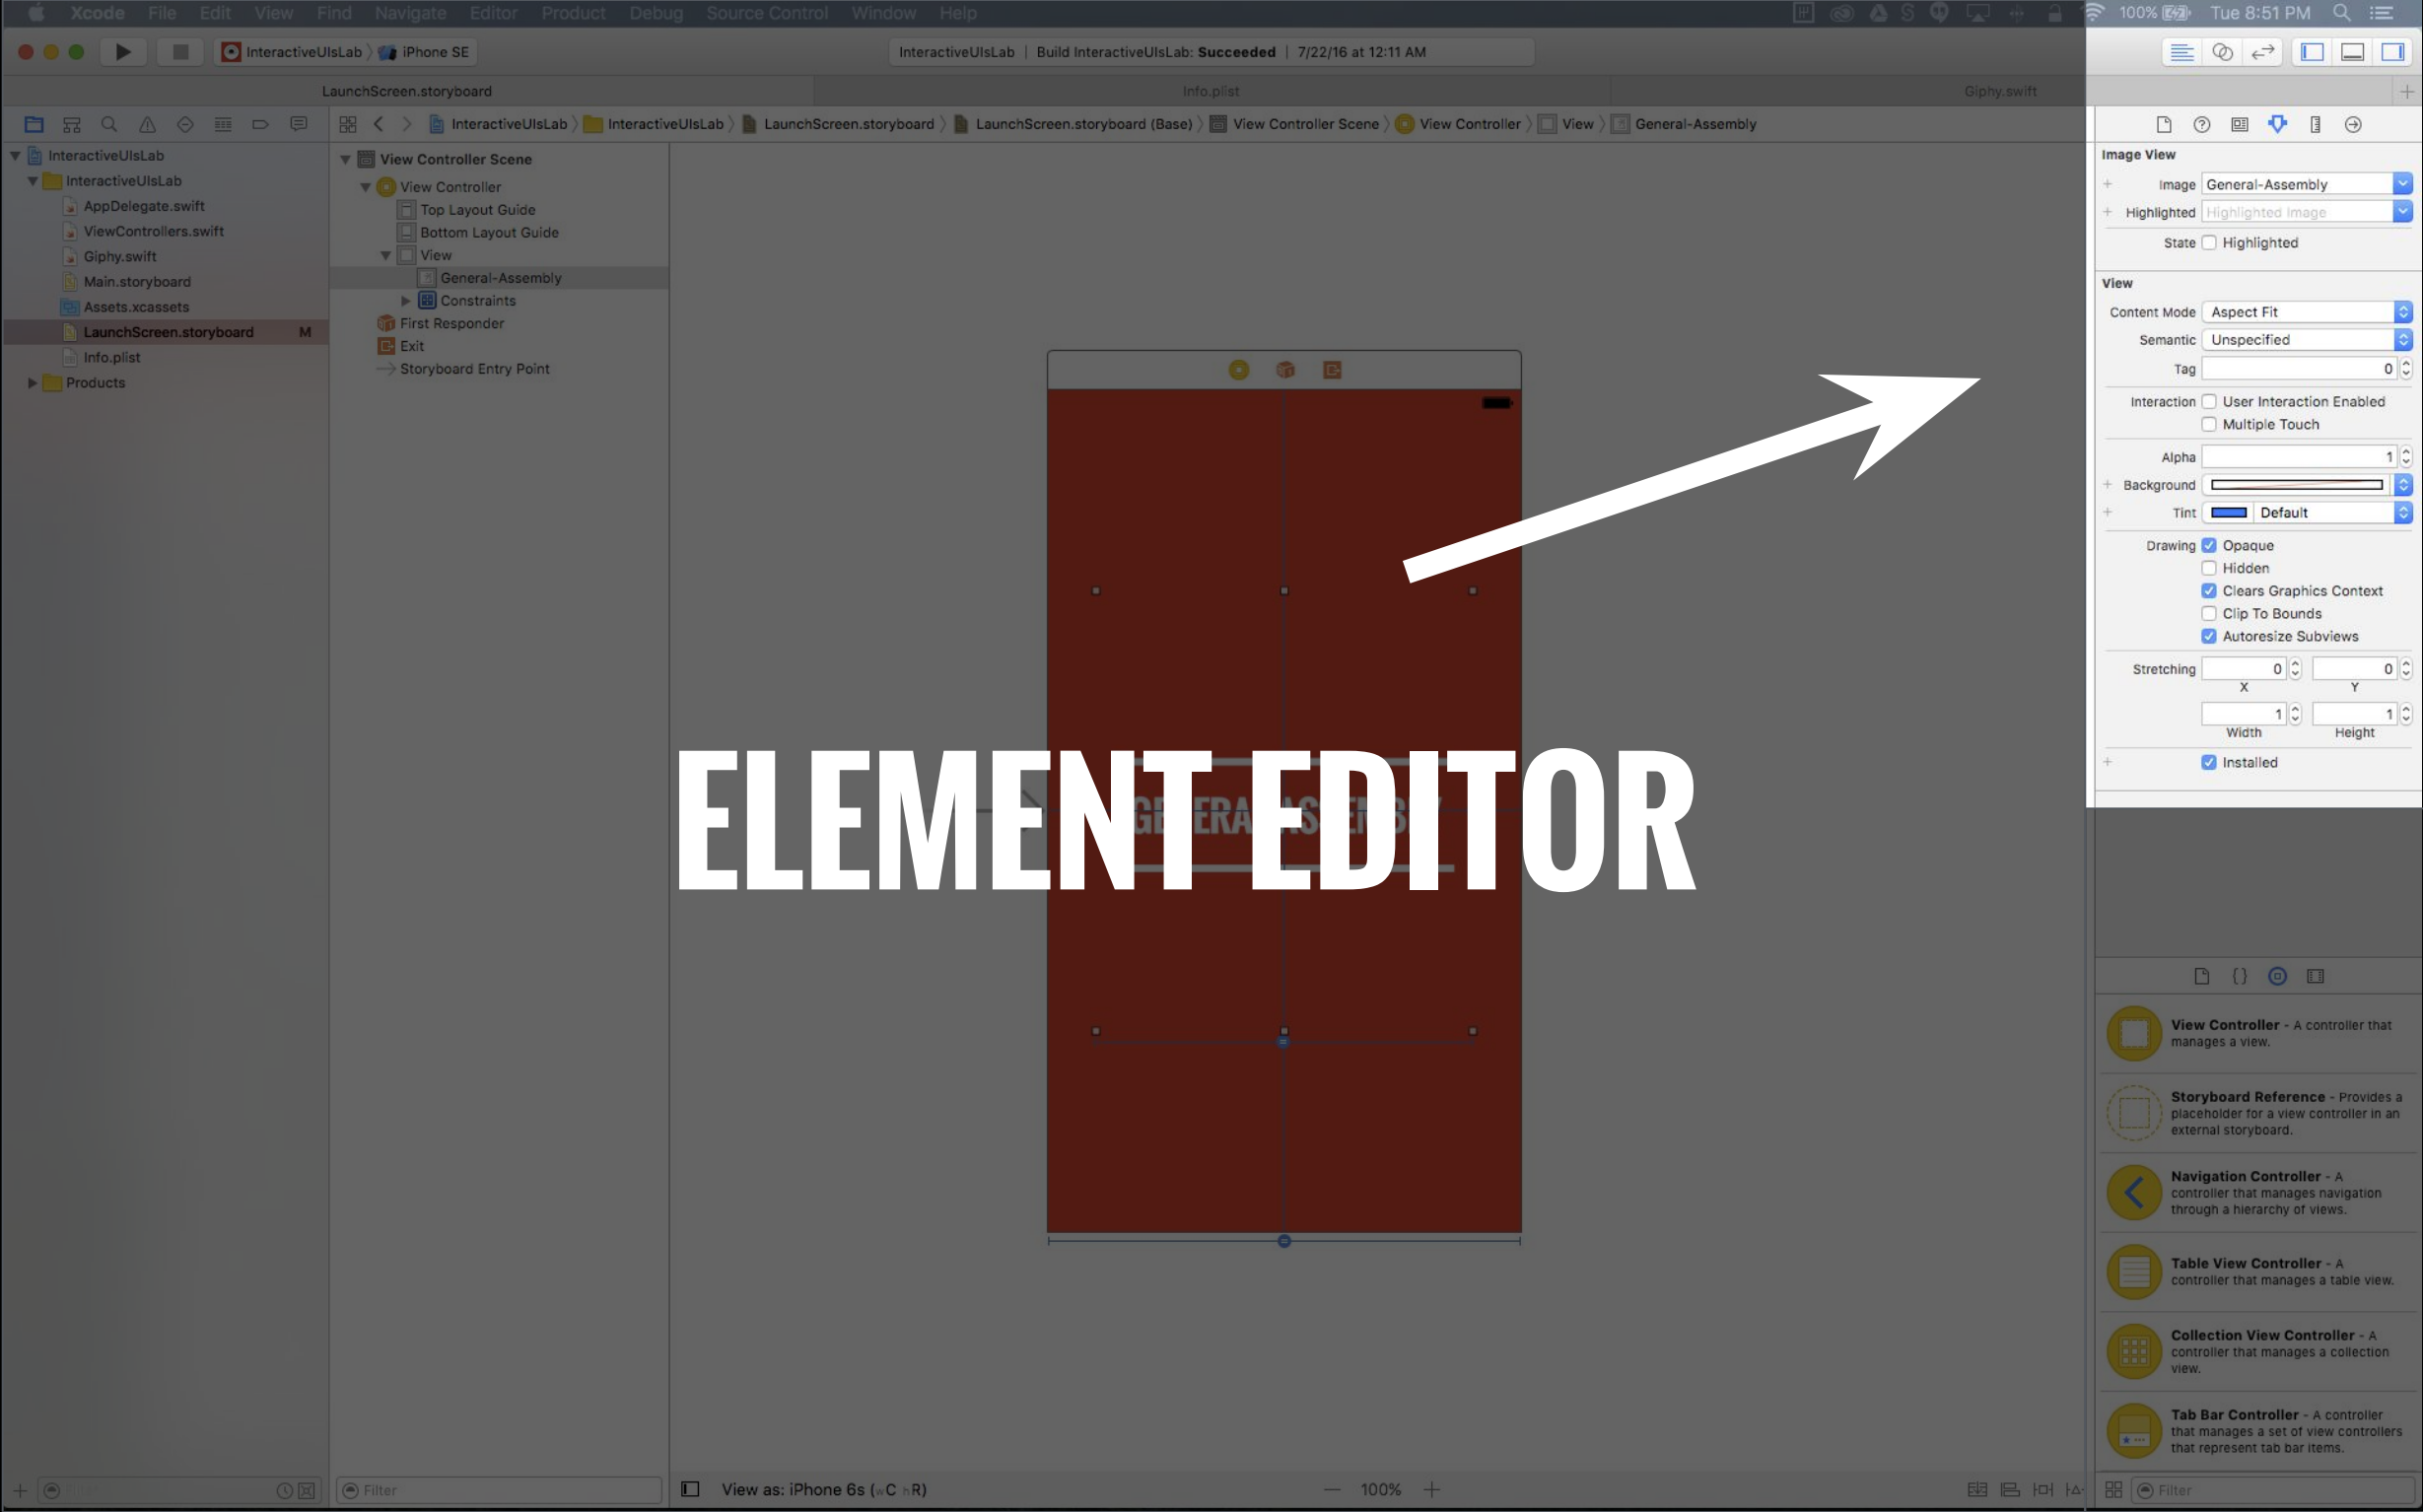 Xcode File Edit View Find Navigate Editor Product Debug Source Control Window Help 100% Tue 8:51 PM
InteractiveUIsLab iPhone SE InteractiveUIsLab | Build InteractiveUIsLab: Succeeded | 7/22/16 at 12:11 AM
LaunchScreen.storyboard Info.plist Giphy.swift
InteractiveUIsLab InteractiveUIsLab LaunchScreen.storyboard LaunchScreen.storyboard (Base) View Controller Scene View Controller View General-Assembly
InteractiveUIsLab
InteractiveUIsLab
AppDelegate.swift
ViewControllers.swift
Giphy.swift
Main.storyboard
Assets.xcassets
LaunchScreen.storyboard M
Info.plist
Products
View Controller Scene
View Controller
Top Layout Guide
Bottom Layout Guide
View
General-Assembly
Constraints
First Responder
Exit
Storyboard Entry Point
ELEMENT EDITOR
Image View
Image General-Assembly
Highlighted Highlighted Image
State Highlighted
View
Content Mode Aspect Fit
Semantic Unspecified
Tag 0
Interaction User Interaction Enabled
Multiple Touch
Alpha 1
Background
Tint Default
Drawing Opaque
Hidden
Clears Graphics Context
Clip To Bounds
Autoresize Subviews
Stretching 0 0
X Y
1 1
Width Height
Installed
View Controller - A controller that
manages a view.
Storyboard Reference - Provides a
placeholder for a view controller in an
external storyboard.
Navigation Controller - A
controller that manages navigation
through a hierarchy of views.
Table View Controller - A
controller that manages a table view.
Collection View Controller - A
controller that manages a collection
view.
Tab Bar Controller - A controller
that manages a set of view controllers
that represent tab bar items.
Filter
View as: iPhone 6s (wC hR)
100%
Filter